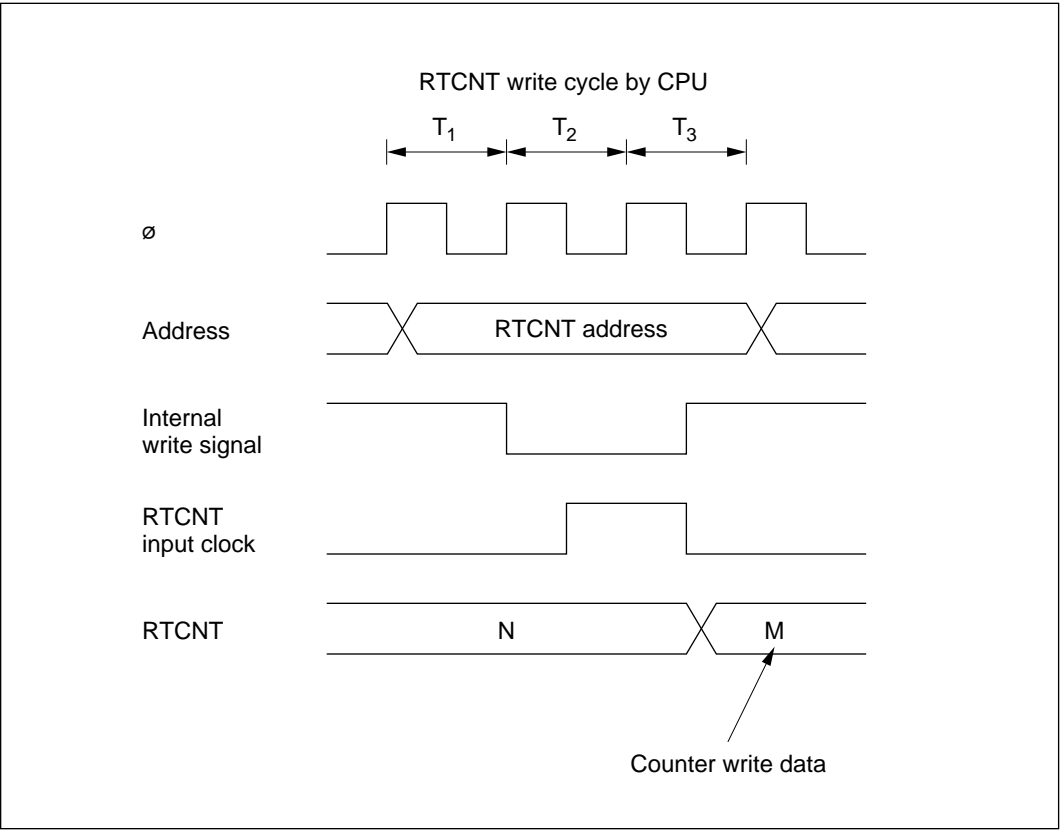 RTCNT write cycle by CPU
T1 T2 T3
ø
Address
RTCNT address
Internal
write signal
RTCNT
input clock
RTCNT
N
M
Counter write data